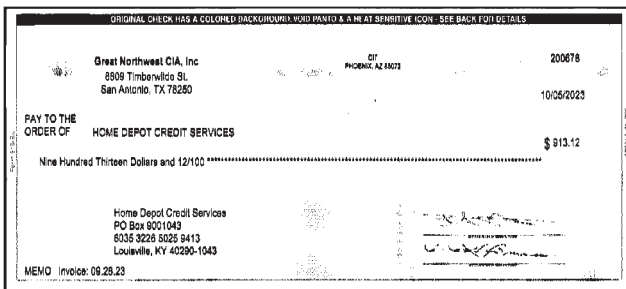 ORIGINAL CHECK HAS A COLORED BACKGROUND, VOID PANTO & A HEAT SENSITIVE ICON - SEE BACK FOR DETAILS
Great Northwest CIA, Inc
CIT
200678
8809 Timberwilde St.
PHOENIX, AZ 85072
San Antonio, TX 78250
10/05/2023
PAY TO THE
ORDER OF HOME DEPOT CREDIT SERVICES
$ 913.12
Nine Hundred Thirteen Dollars and 12/100 ****************************************
Home Depot Credit Services
PO Box 9001043
6035 3226 5025 9413
Louisville, KY 40290-1043
MEMO Invoice: 09.28.23